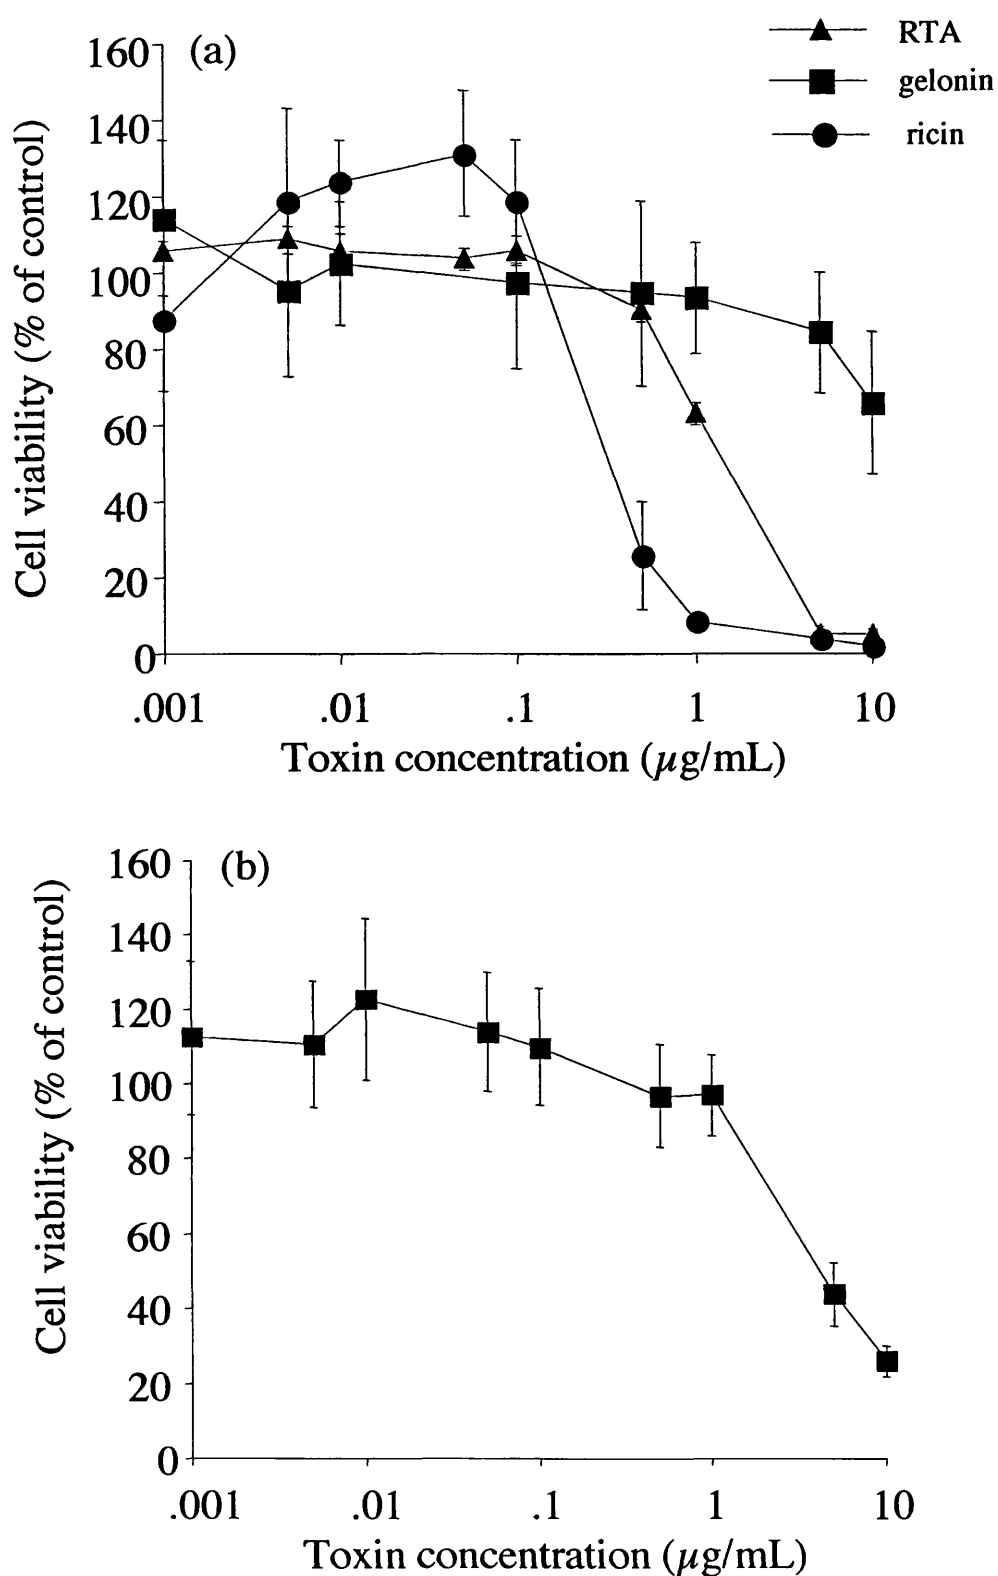 (a)
RTA
gelonin
ricin
160
140
120
100
80
60
40
20
0
Cell viability (% of control)
.001 .01 .1 1 10
Toxin concentration (µg/mL)
(b)
160
140
120
100
80
60
40
20
0
Cell viability (% of control)
.001 .01 .1 1 10
Toxin concentration (µg/mL)